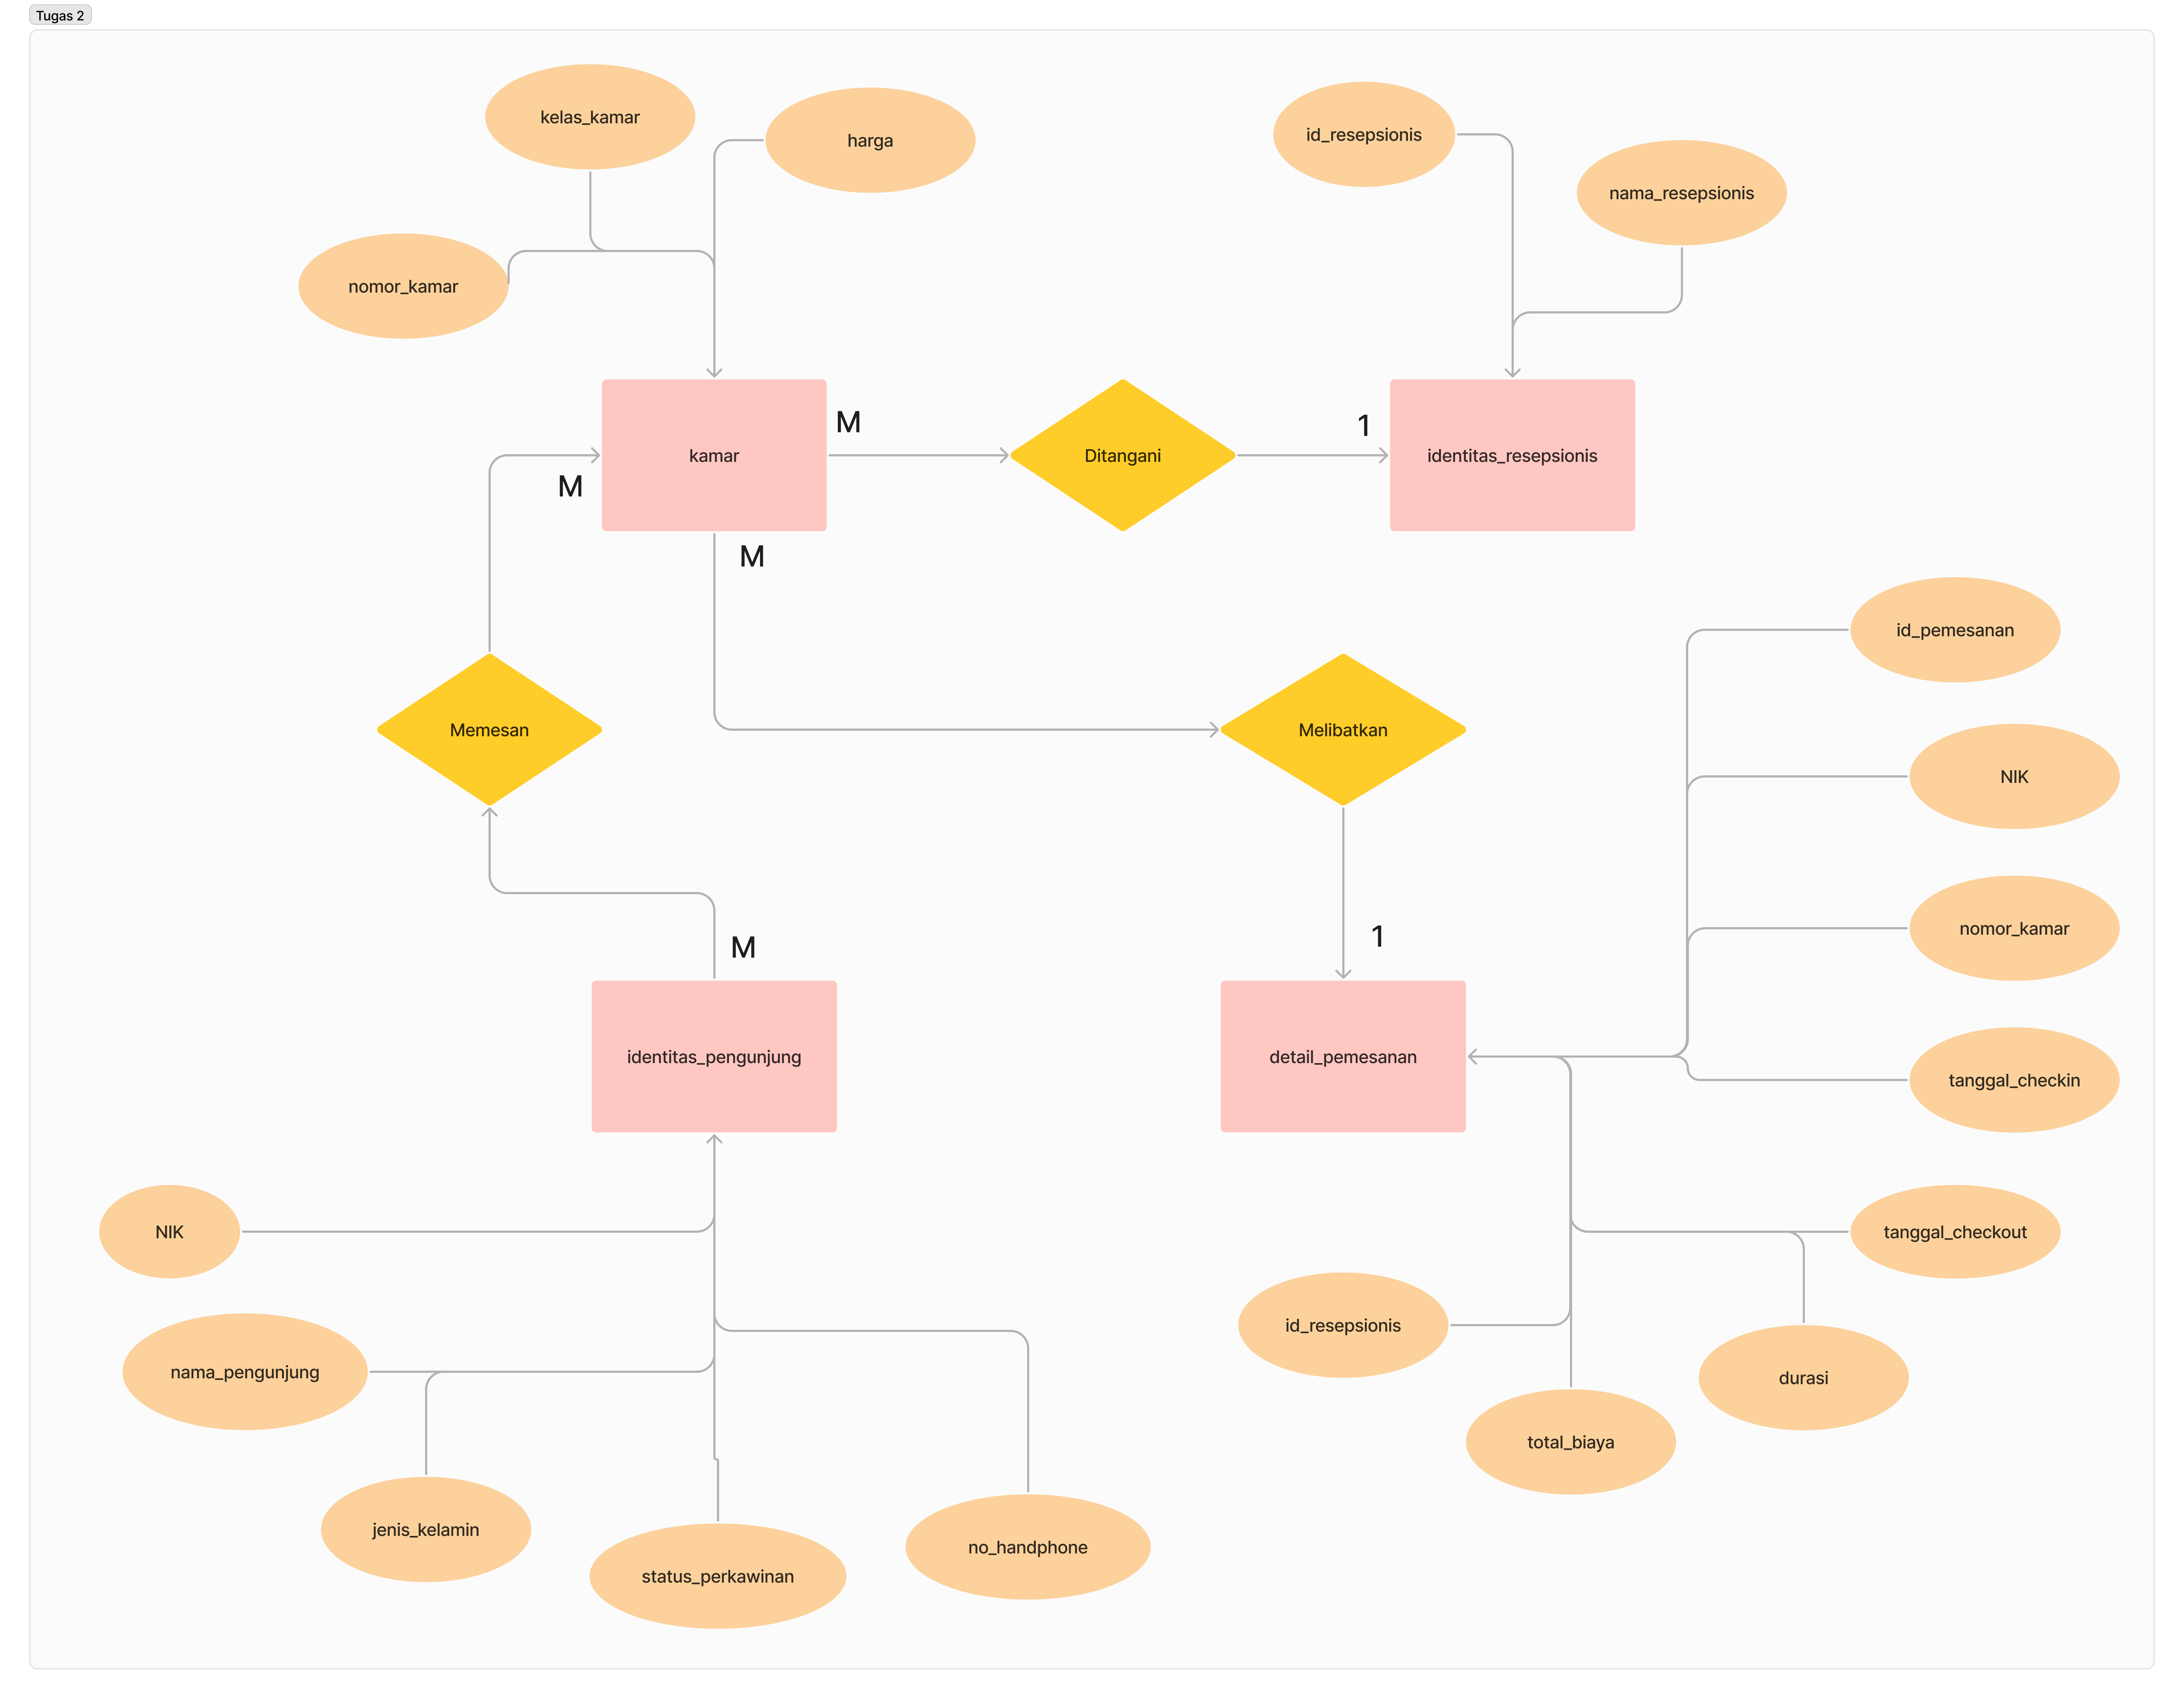 Tugas 2
kelas_kamar
harga
id_resepsionis
nama_resepsionis
nomor_kamar
M
1
kamar
Ditangani
identitas_resepsionis
M
M
id_pemesanan
Memesan
Melibatkan
NIK
nomor_kamar
M
1
identitas_pengunjung
detail_pemesanan
tanggal_checkin
NIK
tanggal_checkout
id_resepsionis
nama_pengunjung
durasi
total_biaya
jenis_kelamin
no_handphone
status_perkawinan